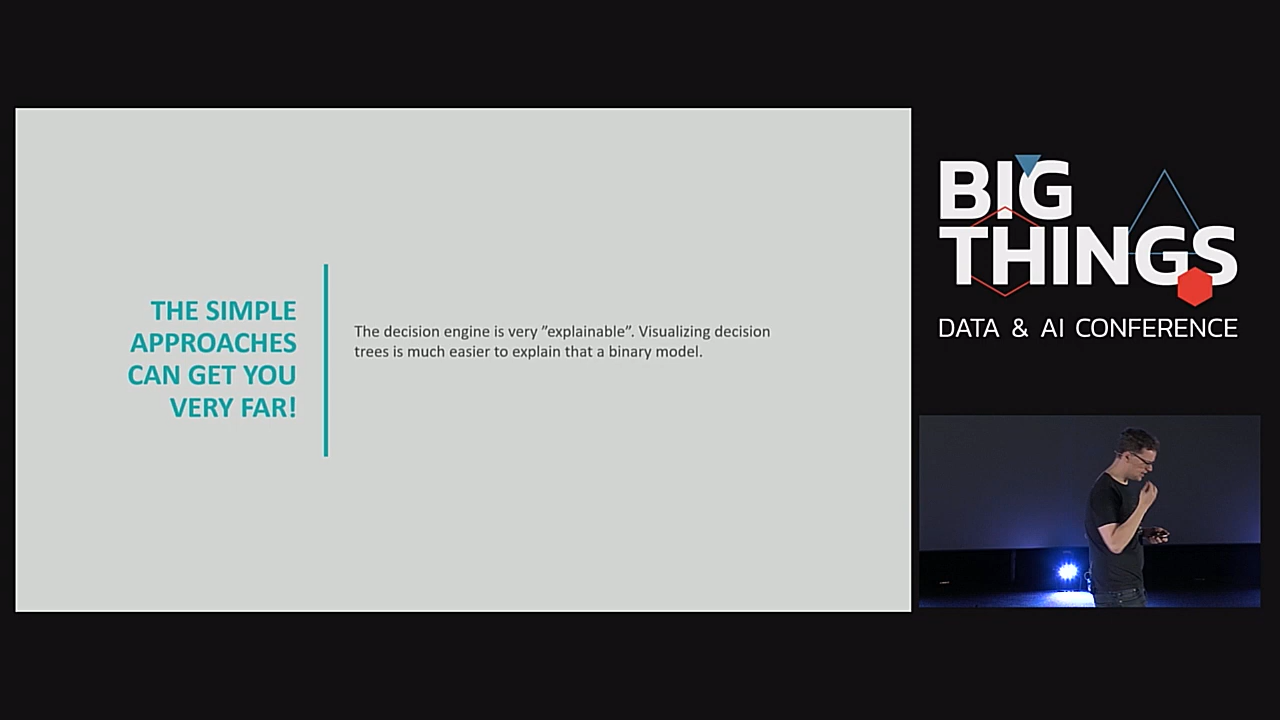 THE SIMPLE
APPROACHES
CAN GET YOU
VERY FAR!
The decision engine is very ”explainable”. Visualizing decision
trees is much easier to explain that a binary model.
BIG
THINGS
DATA & AI CONFERENCE